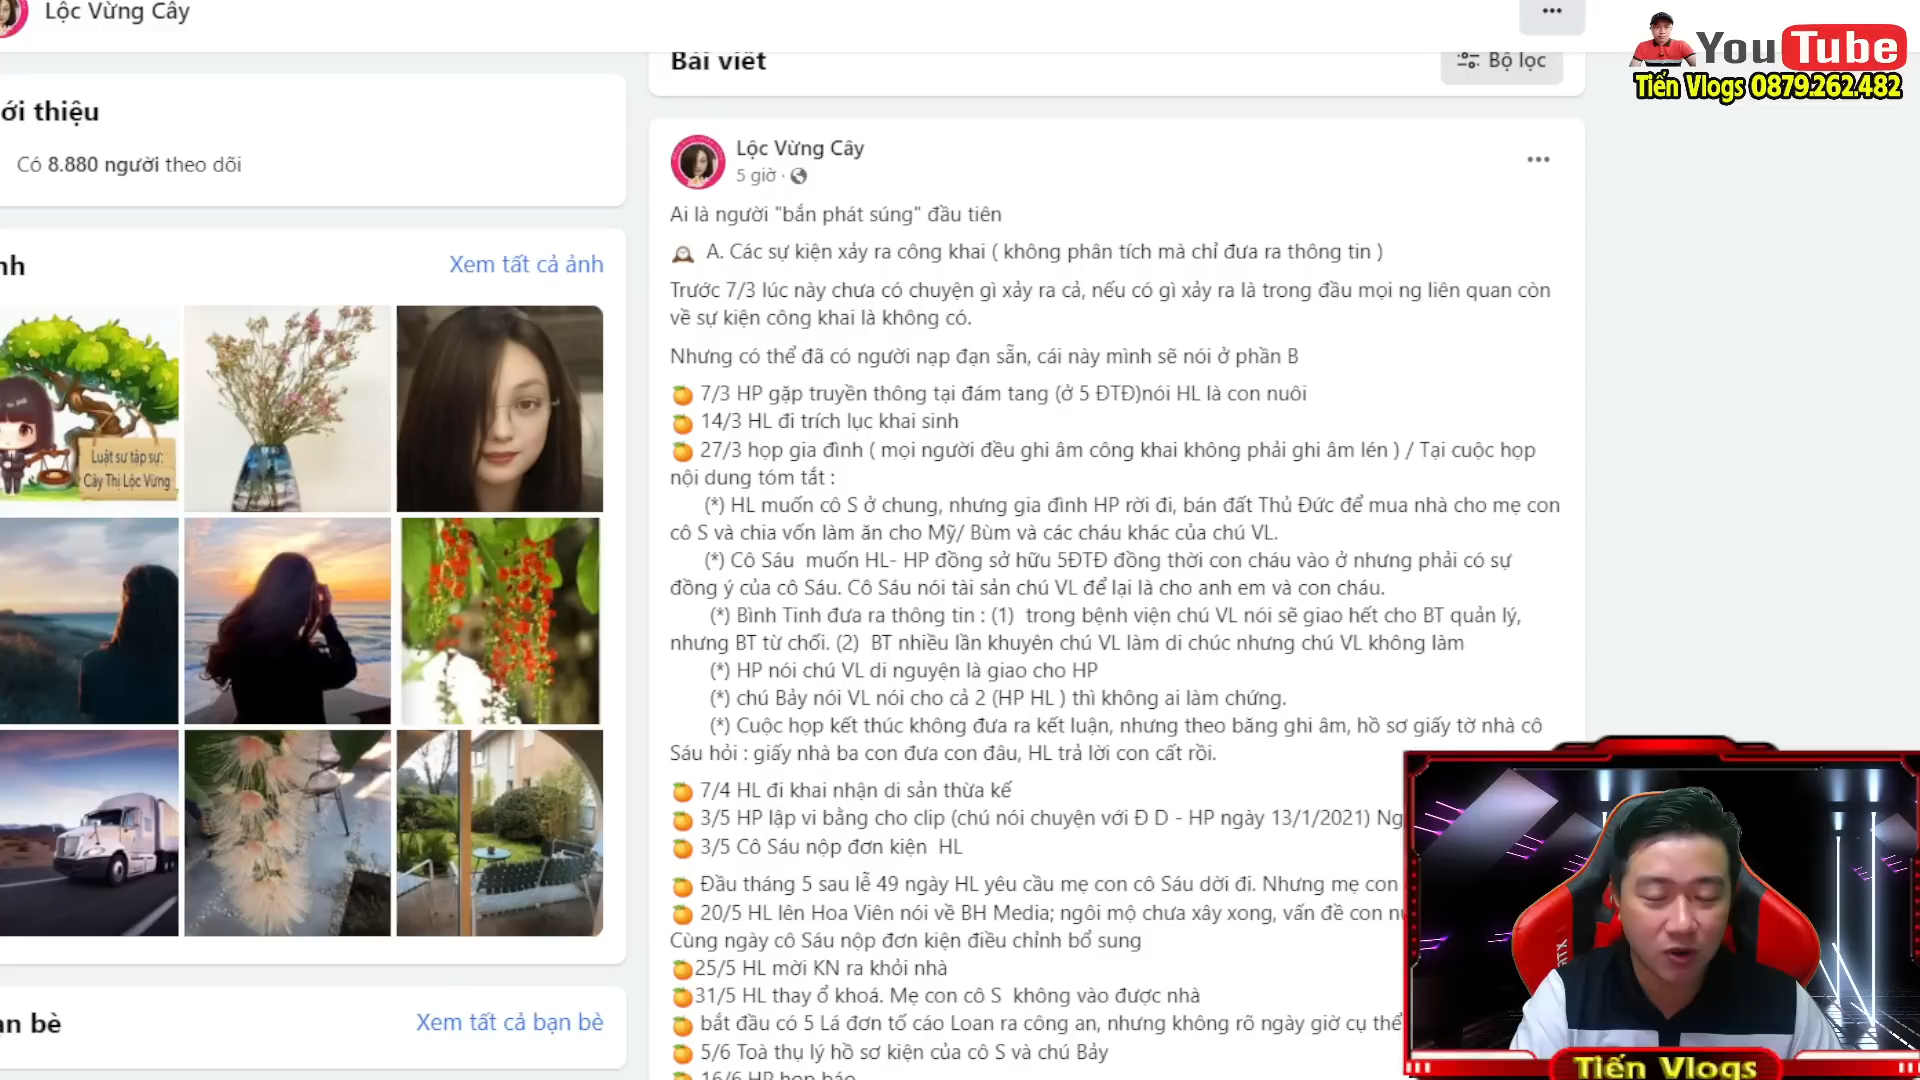 Lộc Vừng Cây
•••
You Tube
Tiến Vlogs 0879.262.482
Bài viết
Bộ lọc
ới thiệu
Có 8.880 người theo dõi
Lộc Vừng Cây
5 giờ ·
•••
Ai là người "bắn phát súng" đầu tiên
A. Các sự kiện xảy ra công khai ( không phân tích mà chỉ đưa ra thông tin )
Trước 7/3 lúc này chưa có chuyện gì xảy ra cả, nếu có gì xảy ra là trong đầu mọi ng liên quan còn
về sự kiện công khai là không có.
Nhưng có thể đã có người nạp đạn sẵn, cái này mình sẽ nói ở phần B
7/3 HP gặp truyền thông tại đám tang (ở 5 ĐTĐ)nói HL là con nuôi
14/3 HL đi trích lục khai sinh
27/3 họp gia đình ( mọi người đều ghi âm công khai không phải ghi âm lén ) / Tại cuộc họp
nội dung tóm tắt :
(*) HL muốn cô S ở chung, nhưng gia đình HP rời đi, bán đất Thủ Đức để mua nhà cho mẹ con
cô S và chia vốn làm ăn cho Mỹ/ Bùm và các cháu khác của chú VL.
(*) Cô Sáu muốn HL- HP đồng sở hữu 5ĐTĐ đồng thời con cháu vào ở nhưng phải có sự
đồng ý của cô Sáu. Cô Sáu nói tài sản chú VL để lại là cho anh em và con cháu.
(*) Bình Tinh đưa ra thông tin : (1) trong bệnh viện chú VL nói sẽ giao hết cho BT quản lý,
nhưng BT từ chối. (2) BT nhiều lần khuyên chú VL làm di chúc nhưng chú VL không làm
(*) HP nói chú VL di nguyện là giao cho HP
(*) chú Bảy nói VL nói cho cả 2 (HP HL ) thì không ai làm chứng.
(*) Cuộc họp kết thúc không đưa ra kết luận, nhưng theo băng ghi âm, hồ sơ giấy tờ nhà cô
Sáu hỏi : giấy nhà ba con đưa con đâu, HL trả lời con cất rồi.
7/4 HL đi khai nhận di sản thừa kế
3/5 HP lập vi bằng cho clip (chú nói chuyện với Đ D - HP ngày 13/1/2021) Ng
3/5 Cô Sáu nộp đơn kiện HL
Đầu tháng 5 sau lễ 49 ngày HL yêu cầu mẹ con cô Sáu dời đi. Nhưng mẹ con
20/5 HL lên Hoa Viên nói về BH Media; ngôi mộ chưa xây xong, vấn đề con nu
Cùng ngày cô Sáu nộp đơn kiện điều chỉnh bổ sung
25/5 HL mời KN ra khỏi nhà
31/5 HL thay ổ khoá. Mẹ con cô S không vào được nhà
bắt đầu có 5 Lá đơn tố cáo Loan ra công an, nhưng không rõ ngày giờ cụ thể
5/6 Toà thụ lý hồ sơ kiện của cô S và chú Bảy
16/6 HP họp báo
nh
Xem tất cả ảnh
Luật sư tập sự:
Cây Thị Lộc Vừng
ạn bè
Xem tất cả bạn bè
Tiến Vlogs